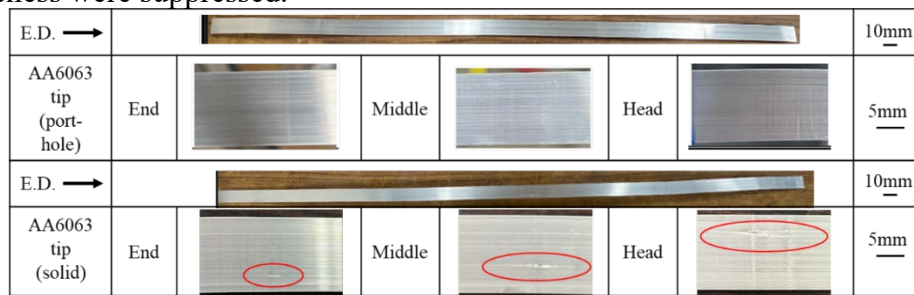 ness were suppressed.
E.D.
10mm
AA6063
tip
(port-
hole)
End
Middle
Head
5mm
E.D.
10mm
AA6063
tip
(solid)
End
Middle
Head
5mm